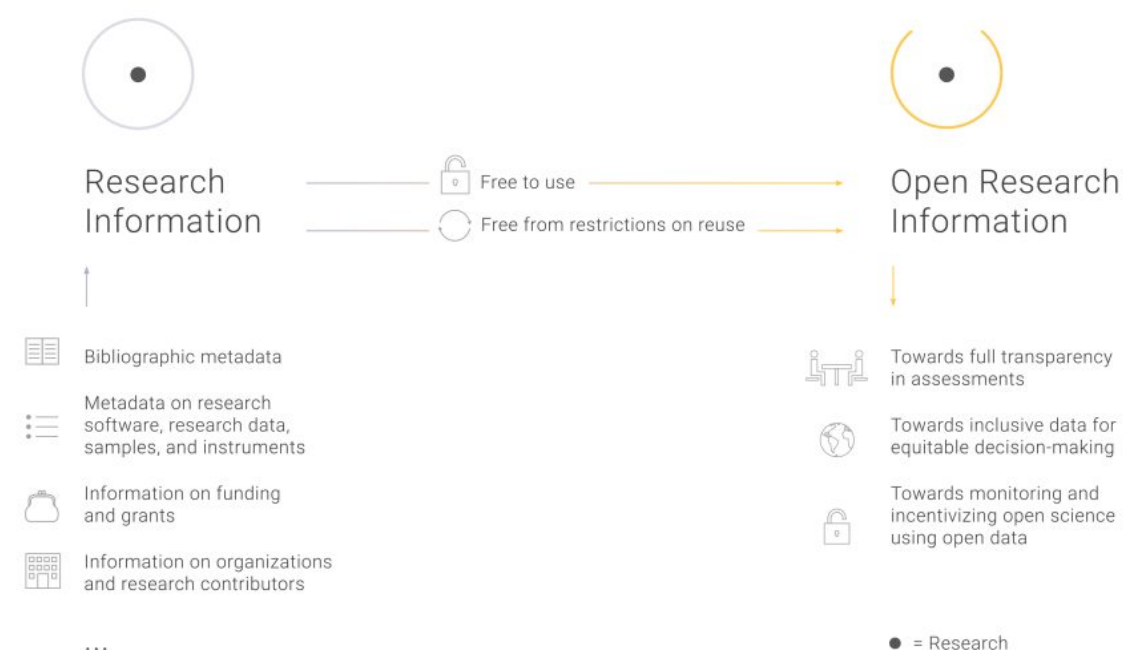 Research
Information
Free to use
Free from restrictions on reuse
Open Research
Information
Bibliographic metadata
Metadata on research
software, research data,
samples, and instruments
Information on funding
and grants
Information on organizations
and research contributors
...
Towards full transparency
in assessments
Towards inclusive data for
equitable decision-making
Towards monitoring and
incentivizing open science
using open data
= Research